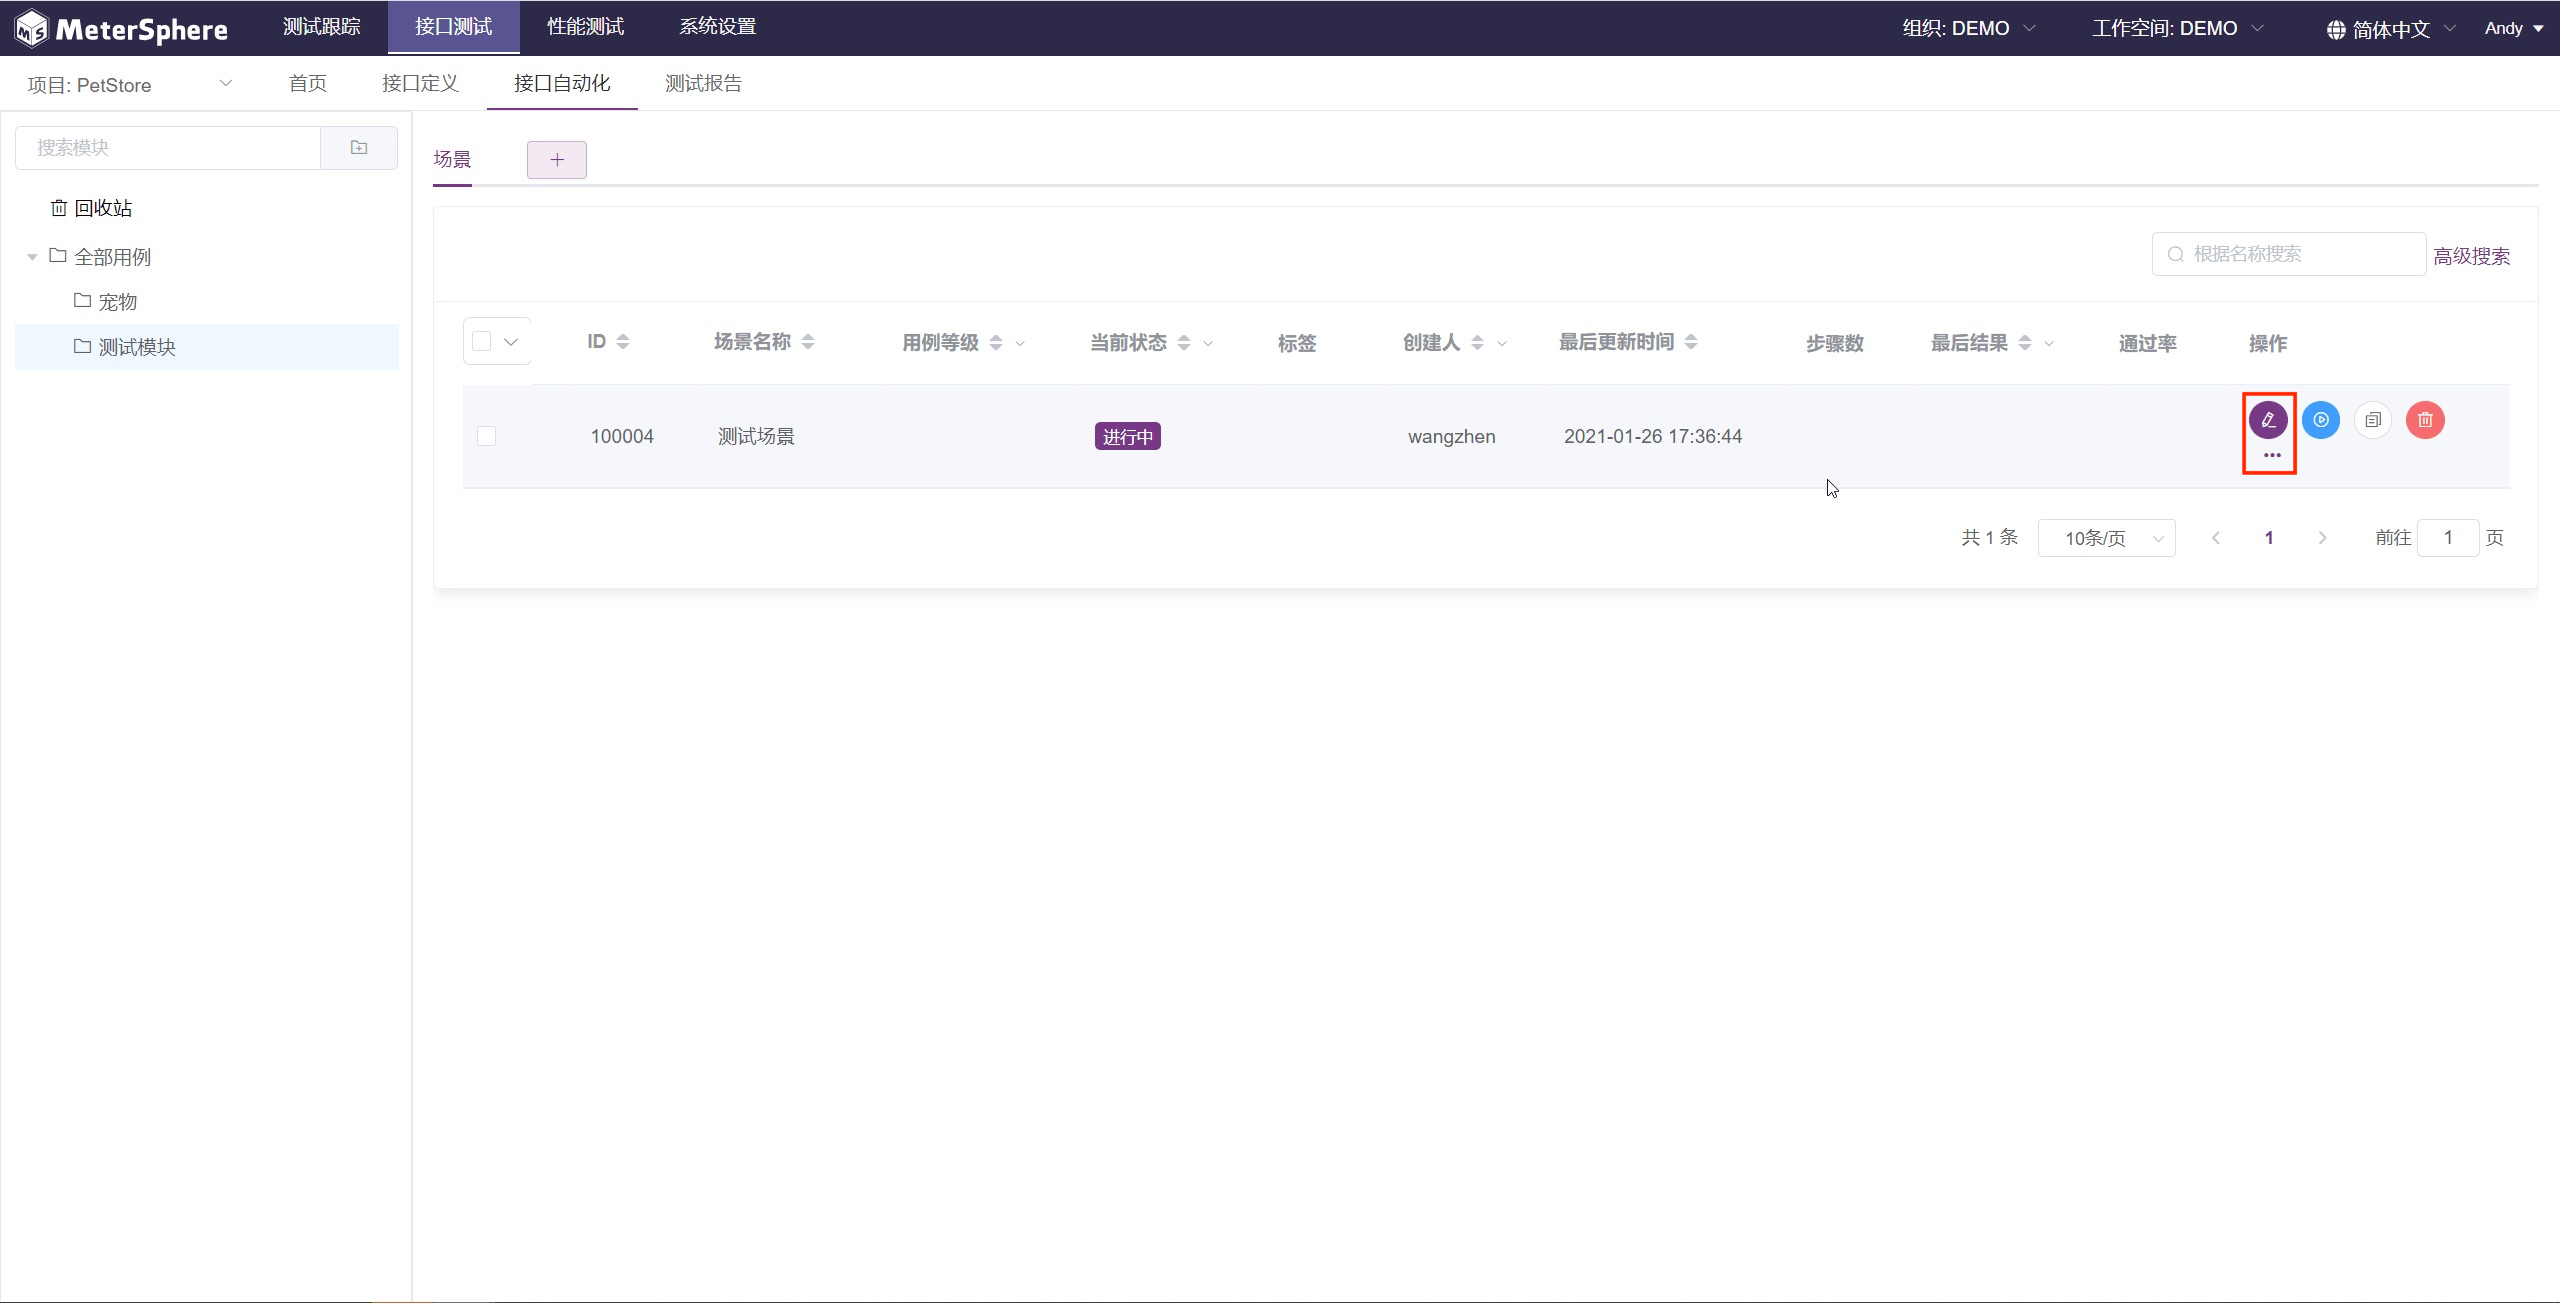 MeterSphere 测试跟踪 接口测试 性能测试 系统设置 组织: DEMO 工作空间: DEMO 简体中文 Andy
项目: PetStore 首页 接口定义 接口自动化 测试报告
搜索模块
回收站
全部用例
宠物
测试模块
场景 +
根据名称搜索 高级搜索
ID 场景名称 用例等级 当前状态 标签 创建人 最后更新时间 步骤数 最后结果 通过率 操作
100004 测试场景 进行中 wangzhen 2021-01-26 17:36:44
共 1 条 10条/页 1 前往 1 页